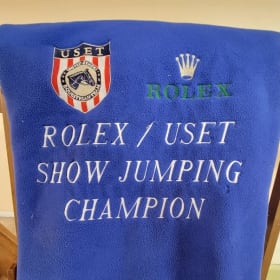 USET
ROLEX
ROLEX / USET
SHOW JUMPING
CHAMPION